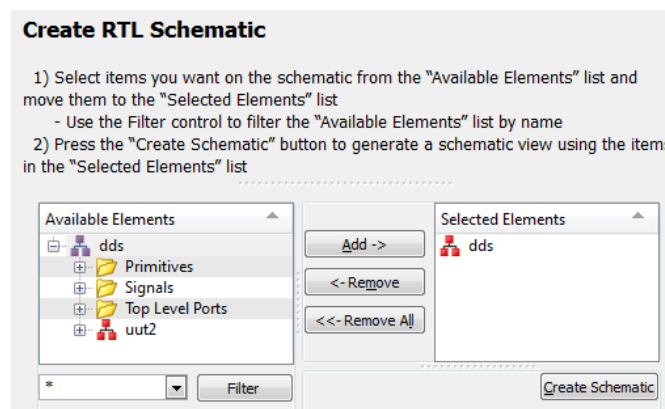 Create RTL Schematic
1) Select items you want on the schematic from the “Available Elements” list and
move them to the “Selected Elements” list
- Use the Filter control to filter the “Available Elements” list by name
2) Press the “Create Schematic” button to generate a schematic view using the items
in the “Selected Elements” list
Available Elements
dds
Primitives
Signals
Top Level Ports
uut2
Add ->
<- Remove
<<- Remove All
Selected Elements
dds
*
Filter
Create Schematic